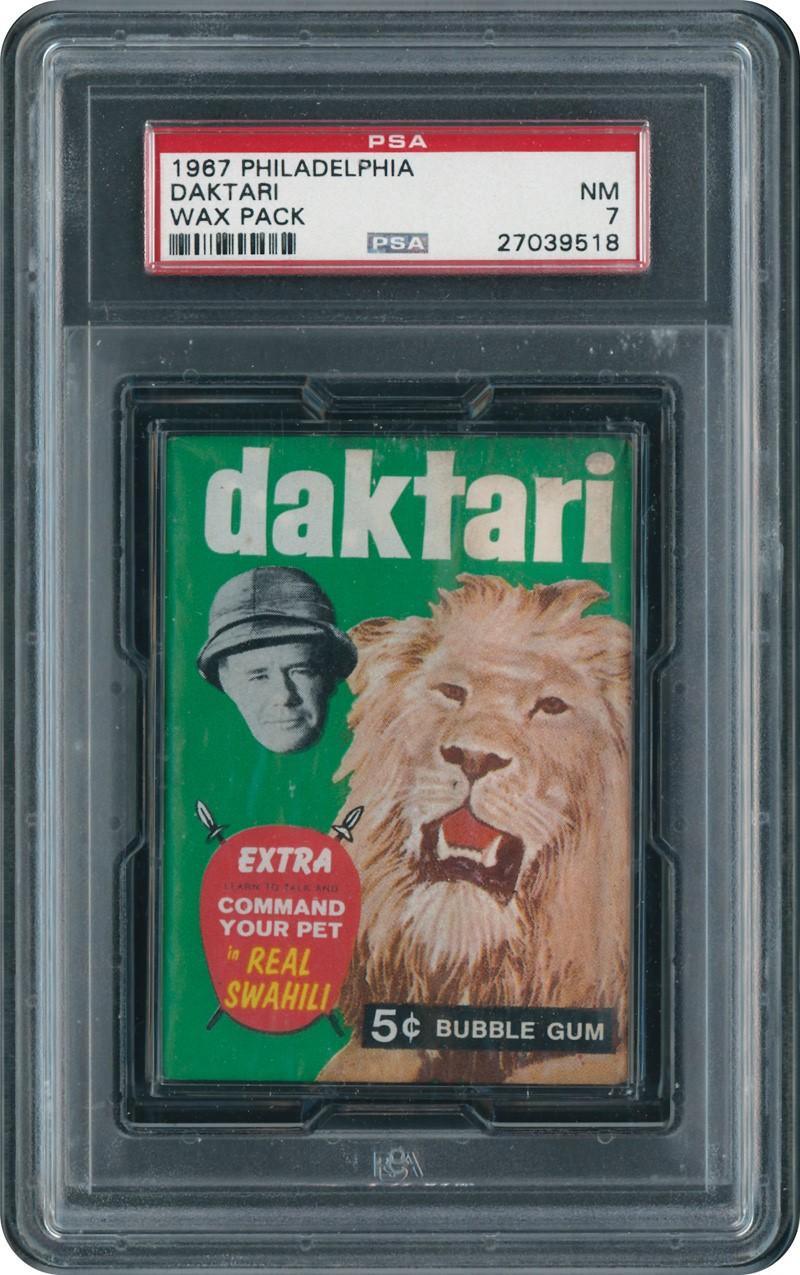 PSA
1967 PHILADELPHIA
DAKTARI NM
WAX PACK 7
PSA 27039518
daktari
EXTRA
LEARN TO TALK AND
COMMAND
YOUR PET
in REAL
SWAHILI
5¢ BUBBLE GUM
PSA